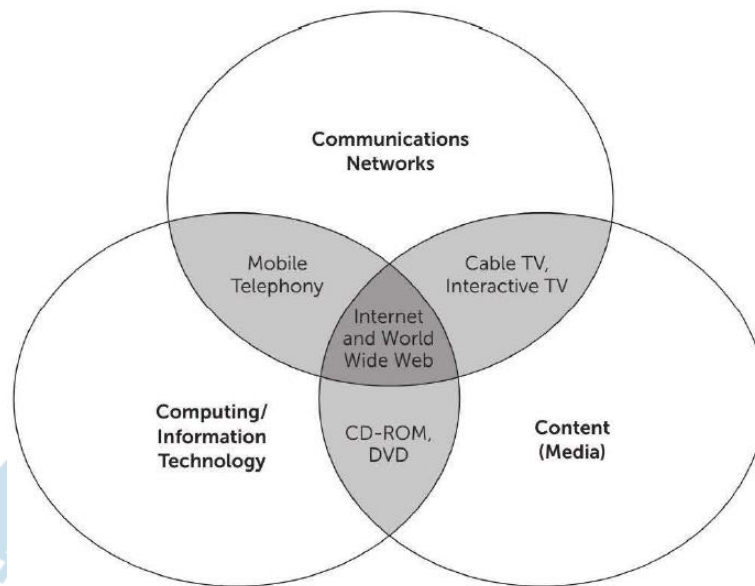 Communications
Networks
Mobile
Telephony
Cable TV,
Interactive TV
Internet
and World
Wide Web
Computing/
Information
Technology
CD-ROM,
DVD
Content
(Media)